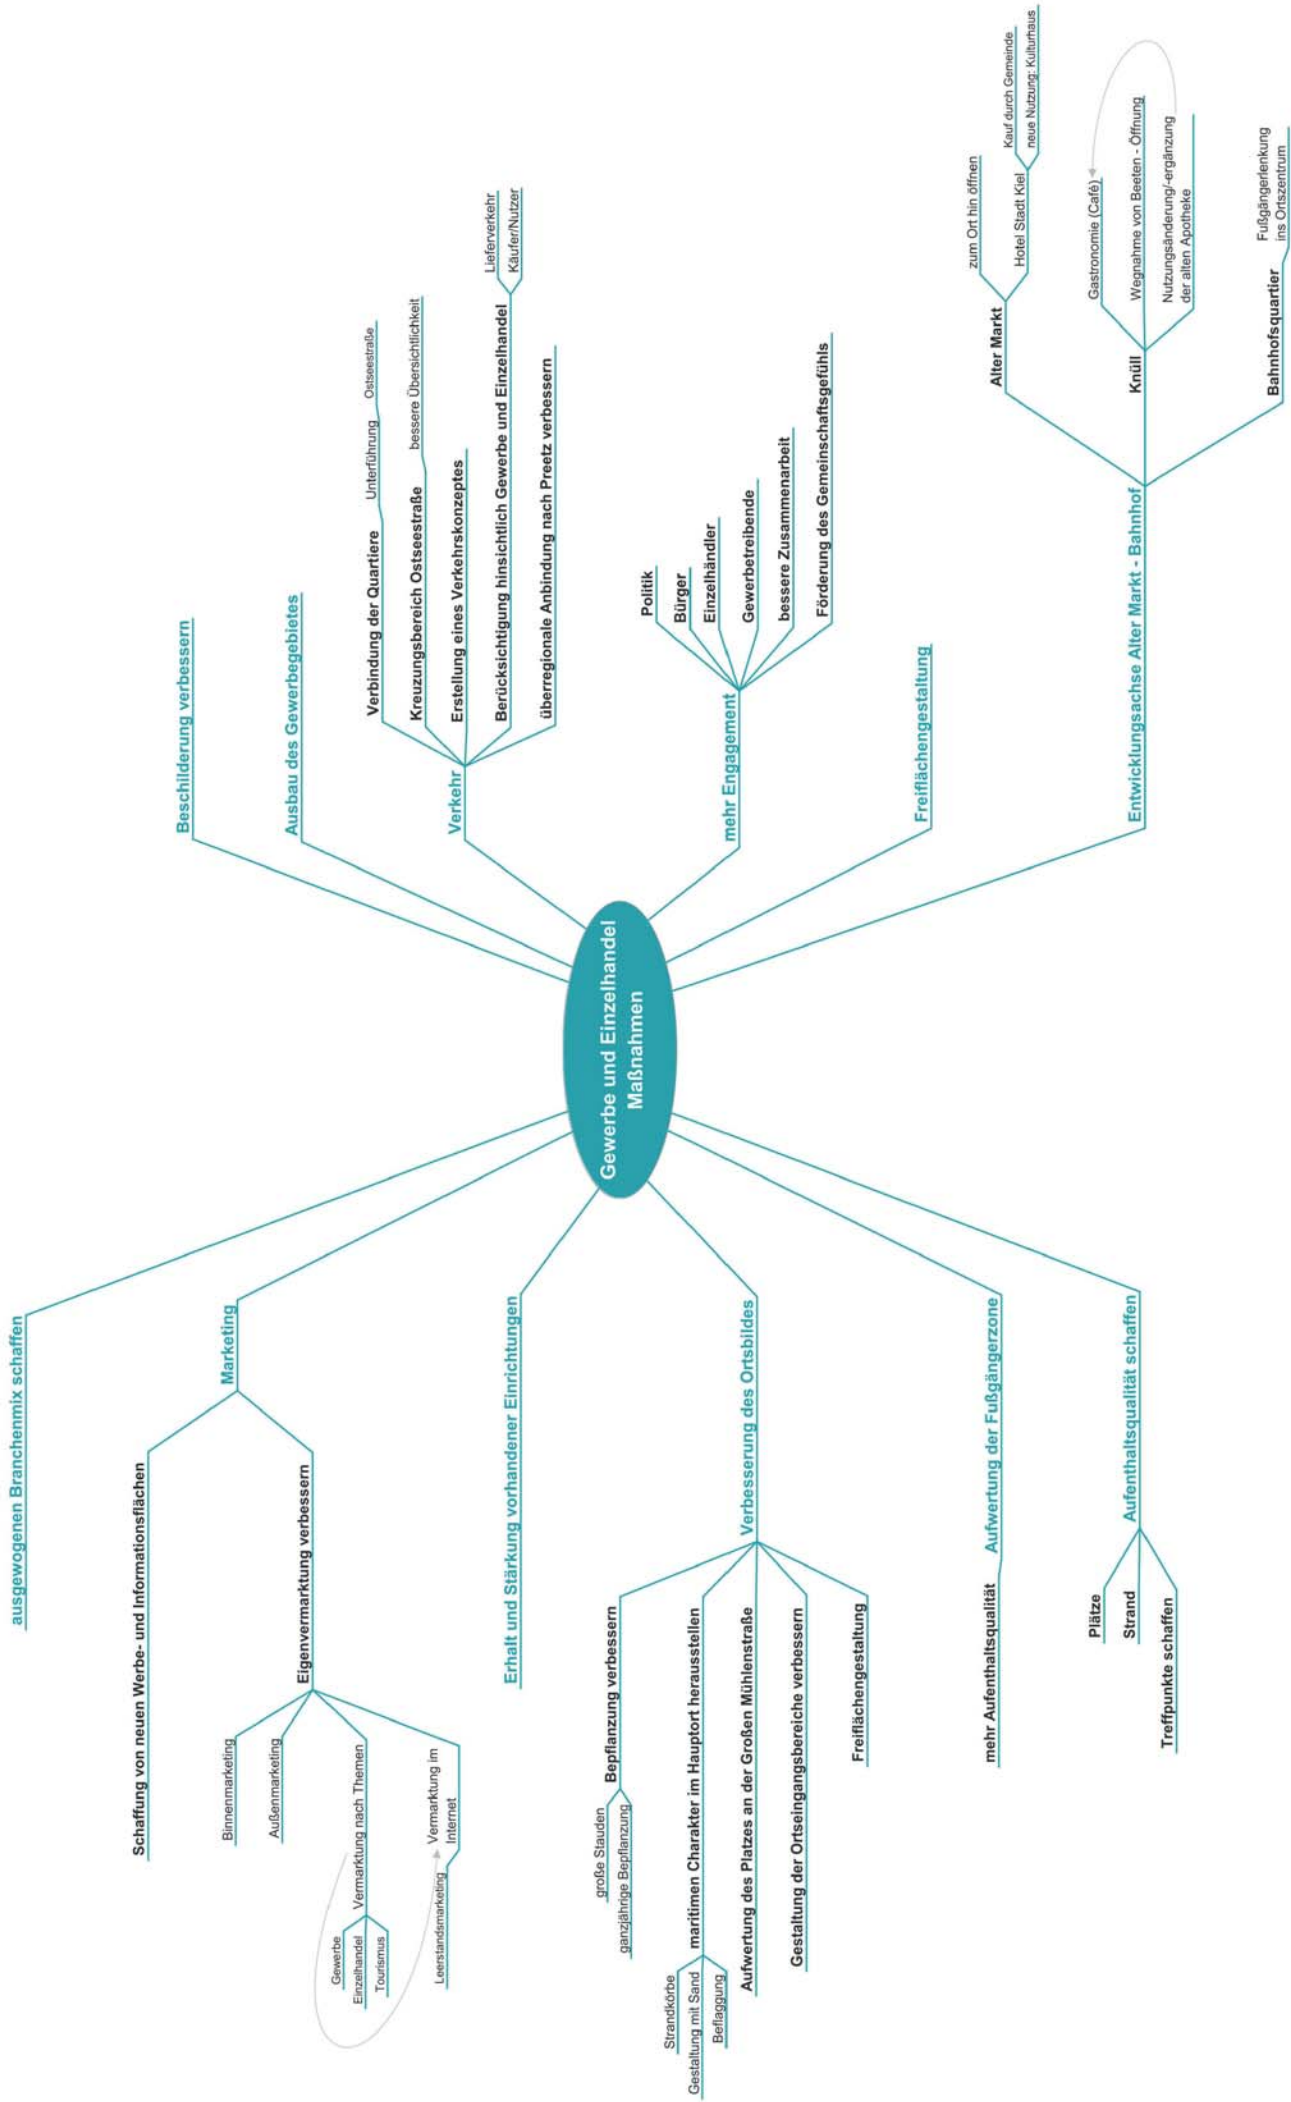 Gewerbe und Einzelhandel
Maßnahmen
ausgewogenen Branchenmix schaffen
Marketing
Schaffung von neuen Werbe- und Informationsflächen
Eigenvermarktung verbessern
Binnenmarketing
Außenmarketing
Vermarktung nach Themen
Gewerbe
Einzelhandel
Tourismus
Vermarktung im
Internet
Leerstandsmarketing
Erhalt und Stärkung vorhandener Einrichtungen
Verbesserung des Ortsbildes
Bepflanzung verbessern
große Stauden
ganzjährige Bepflanzung
maritimen Charakter im Hauptort herausstellen
Strandkörbe
Gestaltung mit Sand
Beflaggung
Aufwertung des Platzes an der Großen Mühlenstraße
Gestaltung der Ortseingangsbereiche verbessern
Freiflächengestaltung
Aufwertung der Fußgängerzone
mehr Aufenthaltsqualität
Aufenthaltsqualität schaffen
Plätze
Strand
Treffpunkte schaffen
Beschilderung verbessern
Ausbau des Gewerbegebietes
Verkehr
Verbindung der Quartiere
Unterführung
Ostseestraße
Kreuzungsbereich Ostseestraße
bessere Übersichtlichkeit
Erstellung eines Verkehrskonzeptes
Berücksichtigung hinsichtlich Gewerbe und Einzelhandel
Lieferverkehr
Käufer/Nutzer
überregionale Anbindung nach Preetz verbessern
mehr Engagement
Politik
Bürger
Einzelhändler
Gewerbetreibende
bessere Zusammenarbeit
Förderung des Gemeinschaftsgefühls
Freiflächengestaltung
Entwicklungsachse Alter Markt - Bahnhof
Alter Markt
zum Ort hin öffnen
Hotel Stadt Kiel
Kauf durch Gemeinde
neue Nutzung: Kulturhaus
Knüll
Gastronomie (Café)
Wegnahme von Beeten - Öffnung
Nutzungsänderung/-ergänzung
der alten Apotheke
Bahnhofsquartier
Fußgängerlenkung
ins Ortszentrum